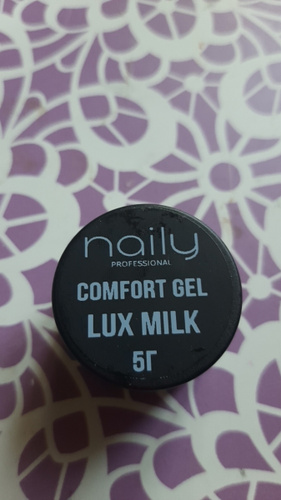 naily
PROFESSIONAL
COMFORT GEL
LUX MILK
5Г